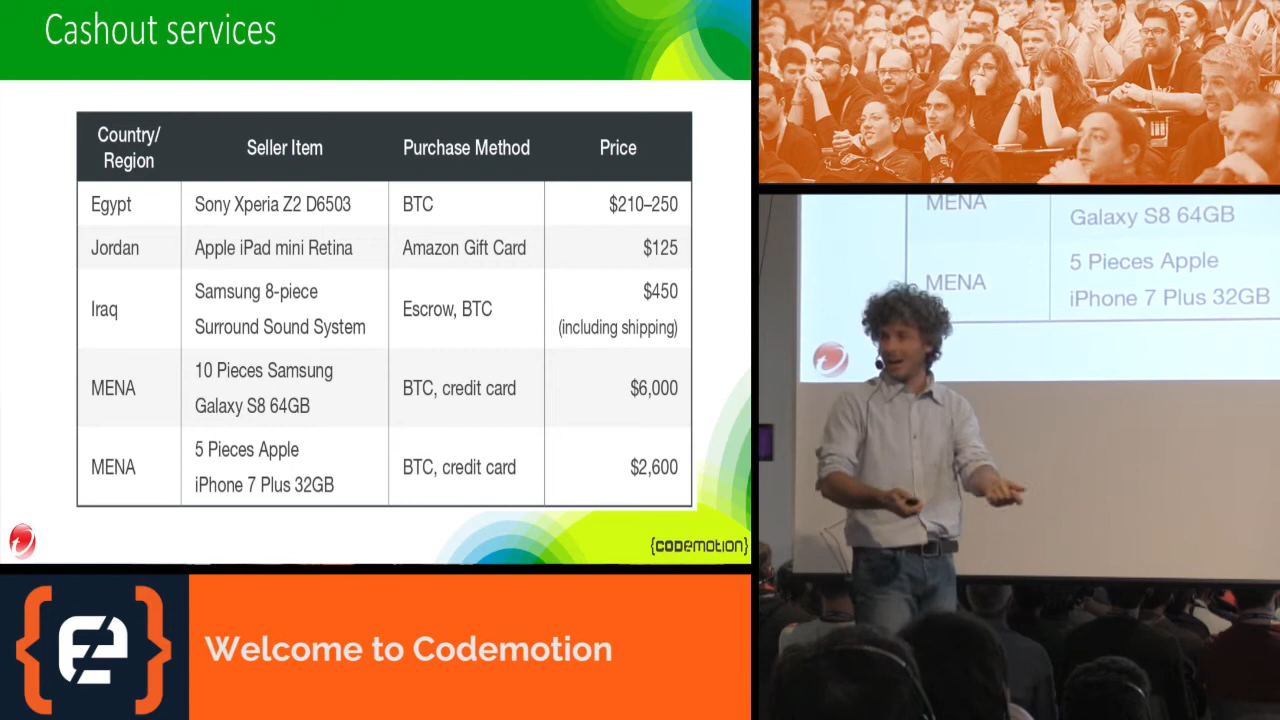 Cashout services
Country/
Region
Seller Item
Purchase Method
Price
Egypt
Sony Xperia Z2 D6503
BTC
$210–250
Jordan
Apple iPad mini Retina
Amazon Gift Card
$125
Iraq
Samsung 8-piece
Surround Sound System
Escrow, BTC
$450
(including shipping)
MENA
10 Pieces Samsung
Galaxy S8 64GB
BTC, credit card
$6,000
MENA
5 Pieces Apple
iPhone 7 Plus 32GB
BTC, credit card
$2,600
{CODEMOTION}
Welcome to Codemotion
MENA
Galaxy S8 64GB
MENA
5 Pieces Apple
iPhone 7 Plus 32GB